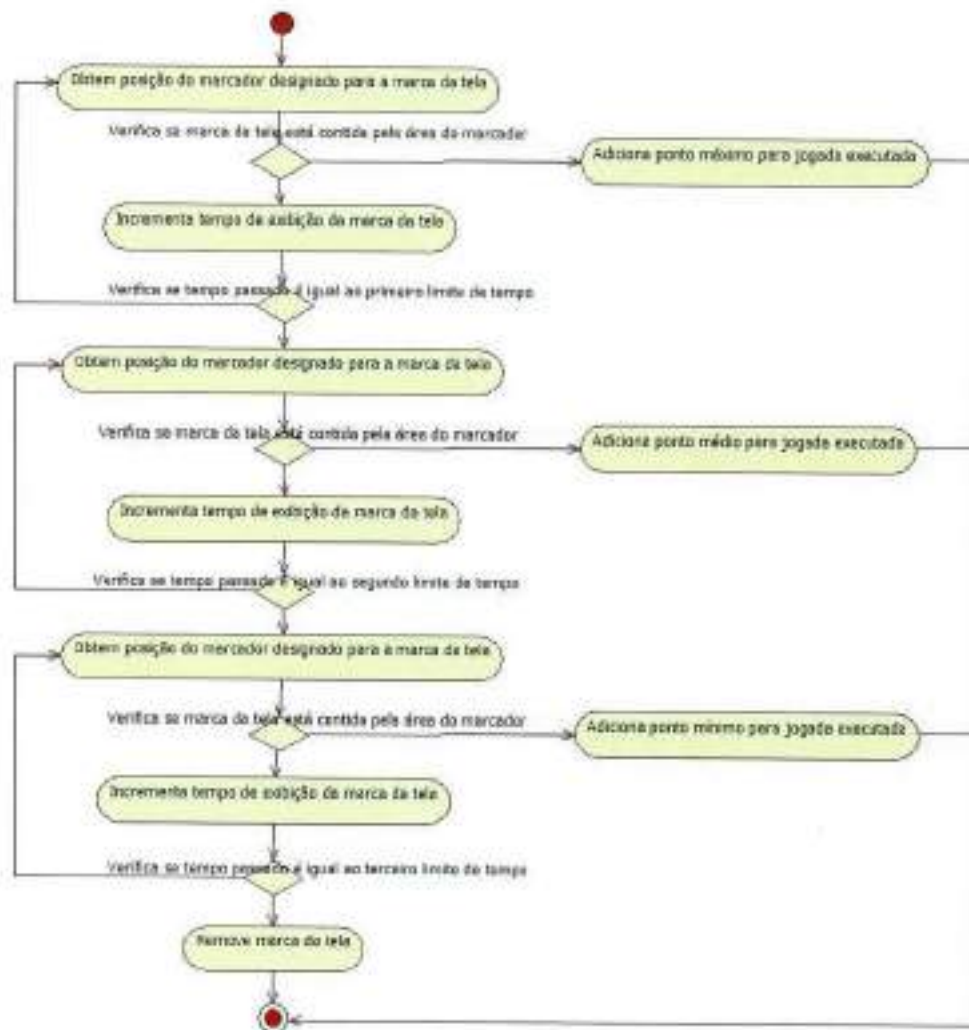 Obtem posição do marcador designado para a marca da tela
Verifica se marca da tela está contida pela área do marcador
Adiciona ponto máximo para jogada executada
Incrementa tempo de exibição da marca da tela
Verifica se tempo passado é igual ao primeiro limite de tempo
Obtem posição do marcador designado para a marca da tela
Verifica se marca da tela está contida pela área do marcador
Adiciona ponto médio para jogada executada
Incrementa tempo de exibição da marca da tela
Verifica se tempo passado é igual ao segundo limite de tempo
Obtem posição do marcador designado para a marca da tela
Verifica se marca da tela está contida pela área do marcador
Adiciona ponto mínimo para jogada executada
Incrementa tempo de exibição da marca da tela
Verifica se tempo passado é igual ao terceiro limite de tempo
Remove marca da tela